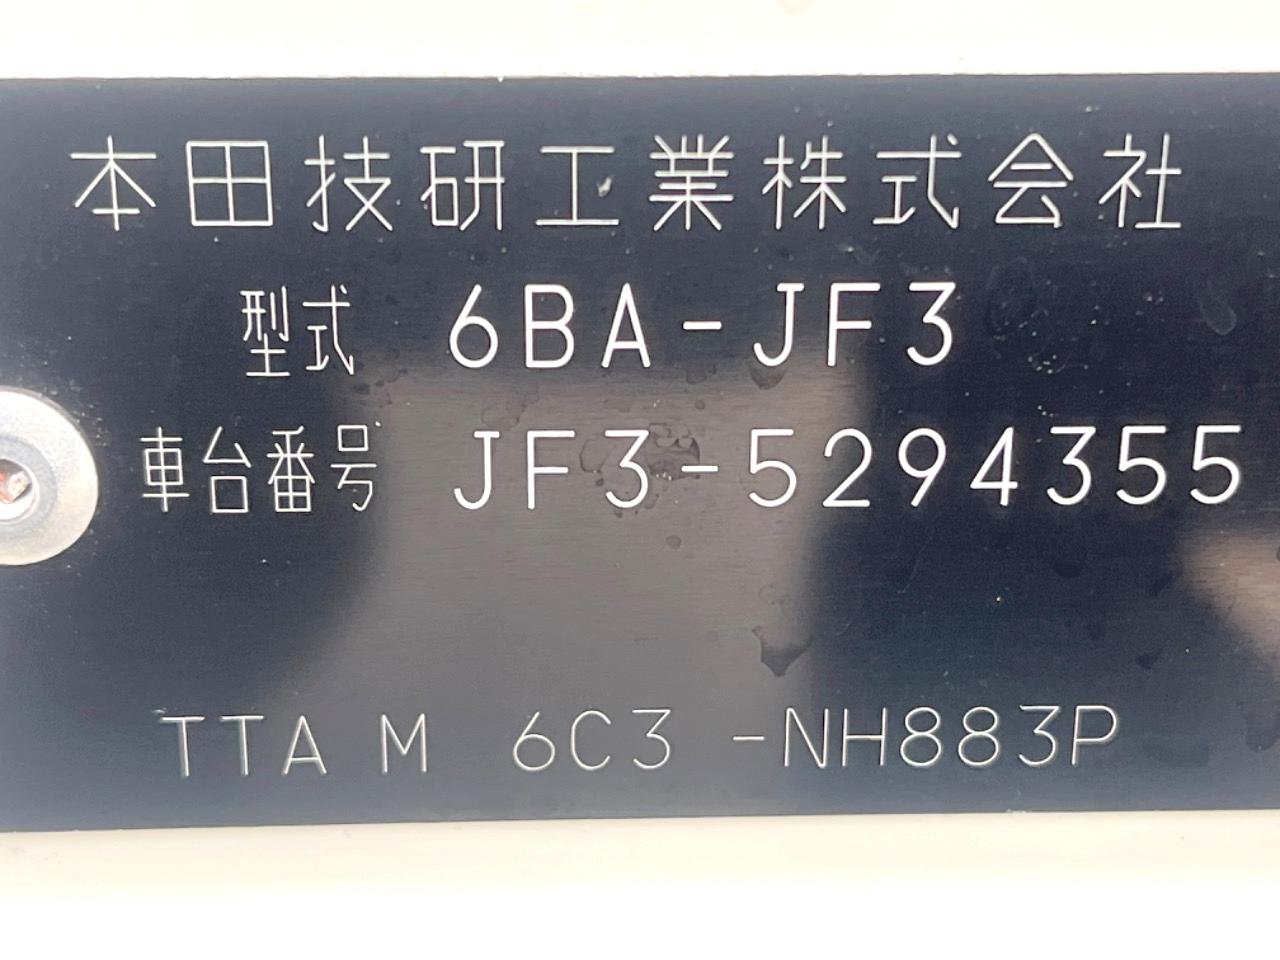 本田技研工業株式会社
型式 6BA-JF3
車台番号 JF3-5294355
TTA M 6C3 -NH883P